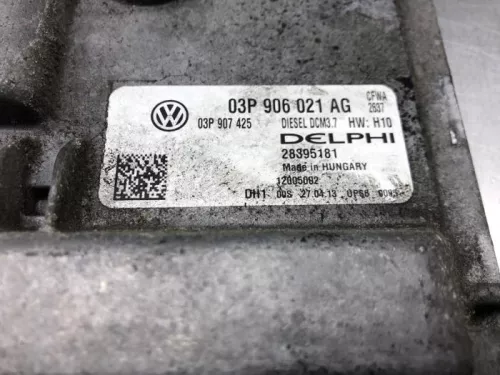 03P 906 021 AG
CFWA
2637
03P 907 425
DIESEL DCM3.7 HW: H10
DELPHI
28395181
Made in HUNGARY
12005082
DH1 00S 27.04.13